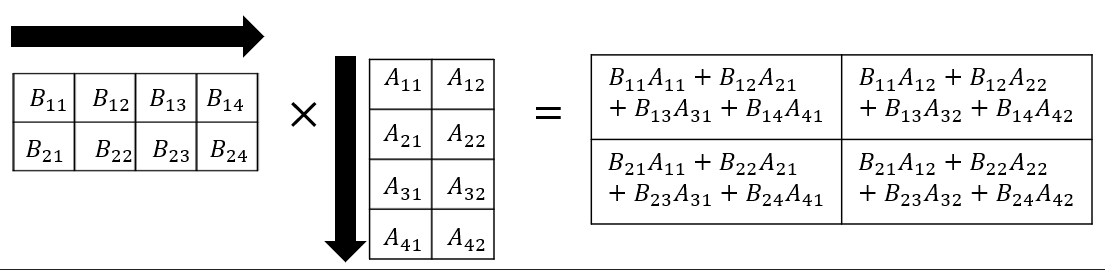 B₁₁ B₁₂ B₁₃ B₁₄
B₂₁ B₂₂ B₂₃ B₂₄
×
A₁₁ A₁₂
A₂₁ A₂₂
A₃₁ A₃₂
A₄₁ A₄₂
=
B₁₁A₁₁ + B₁₂A₂₁
+ B₁₃A₃₁ + B₁₄A₄₁
B₁₁A₁₂ + B₁₂A₂₂
+ B₁₃A₃₂ + B₁₄A₄₂
B₂₁A₁₁ + B₂₂A₂₁
+ B₂₃A₃₁ + B₂₄A₄₁
B₂₁A₁₂ + B₂₂A₂₂
+ B₂₃A₃₂ + B₂₄A₄₂